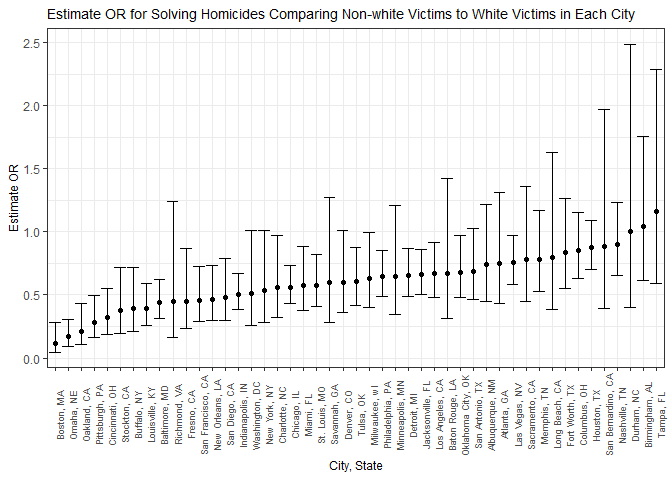 Estimate OR for Solving Homicides Comparing Non-white Victims to White Victims in Each City
2.5
2.0
1.5
1.0
0.5
0.0
Estimate OR
Boston, MA
Omaha, NE
Oakland, CA
Pittsburgh, PA
Cincinnati, OH
Stockton, CA
Buffalo, NY
Louisville, KY
Baltimore, MD
Richmond, VA
Fresno, CA
San Francisco, CA
New Orleans, LA
San Diego, CA
Indianapolis, IN
Washington, DC
New York, NY
Charlotte, NC
Chicago, IL
Miami, FL
St. Louis, MO
Savannah, GA
Denver, CO
Tulsa, OK
Milwaukee, wI
Philadelphia, PA
Minneapolis, MN
Detroit, MI
Jacksonville, FL
Los Angeles, CA
Baton Rouge, LA
Oklahoma City, OK
San Antonio, TX
Albuquerque, NM
Atlanta, GA
Las Vegas, NV
Sacramento, CA
Memphis, TN
Long Beach, CA
Fort Worth, TX
Columbus, OH
Houston, TX
San Bernardino, CA
Nashville, TN
Durham, NC
Birmingham, AL
Tampa, FL
City, State